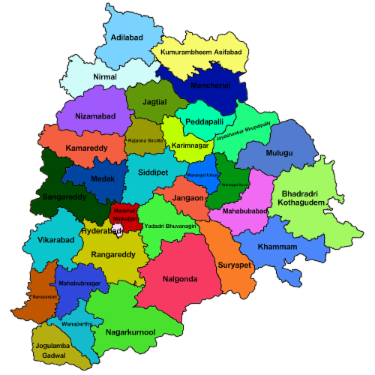 Adilabad
Kumurambheem Asifabad
Nirmal
Mancherial
Nizamabad
Jagtial
Peddapalli
Jayashankar Bhupalpally
Kamareddy
Rajanna Sircilla
Karimnagar
Mulugu
Medak
Siddipet
Warangal Urban
Sangareddy
Jangaon
Mahabubabad
Bhadradri
Kothagudem
Medchal
Malkajgiri
Hyderabad
Yadadri Bhuvanagiri
Vikarabad
Rangareddy
Khammam
Suryapet
Nalgonda
Narayanpet
Mahabubnagar
Wanaparthy
Nagarkurnool
Jogulamba
Gadwal